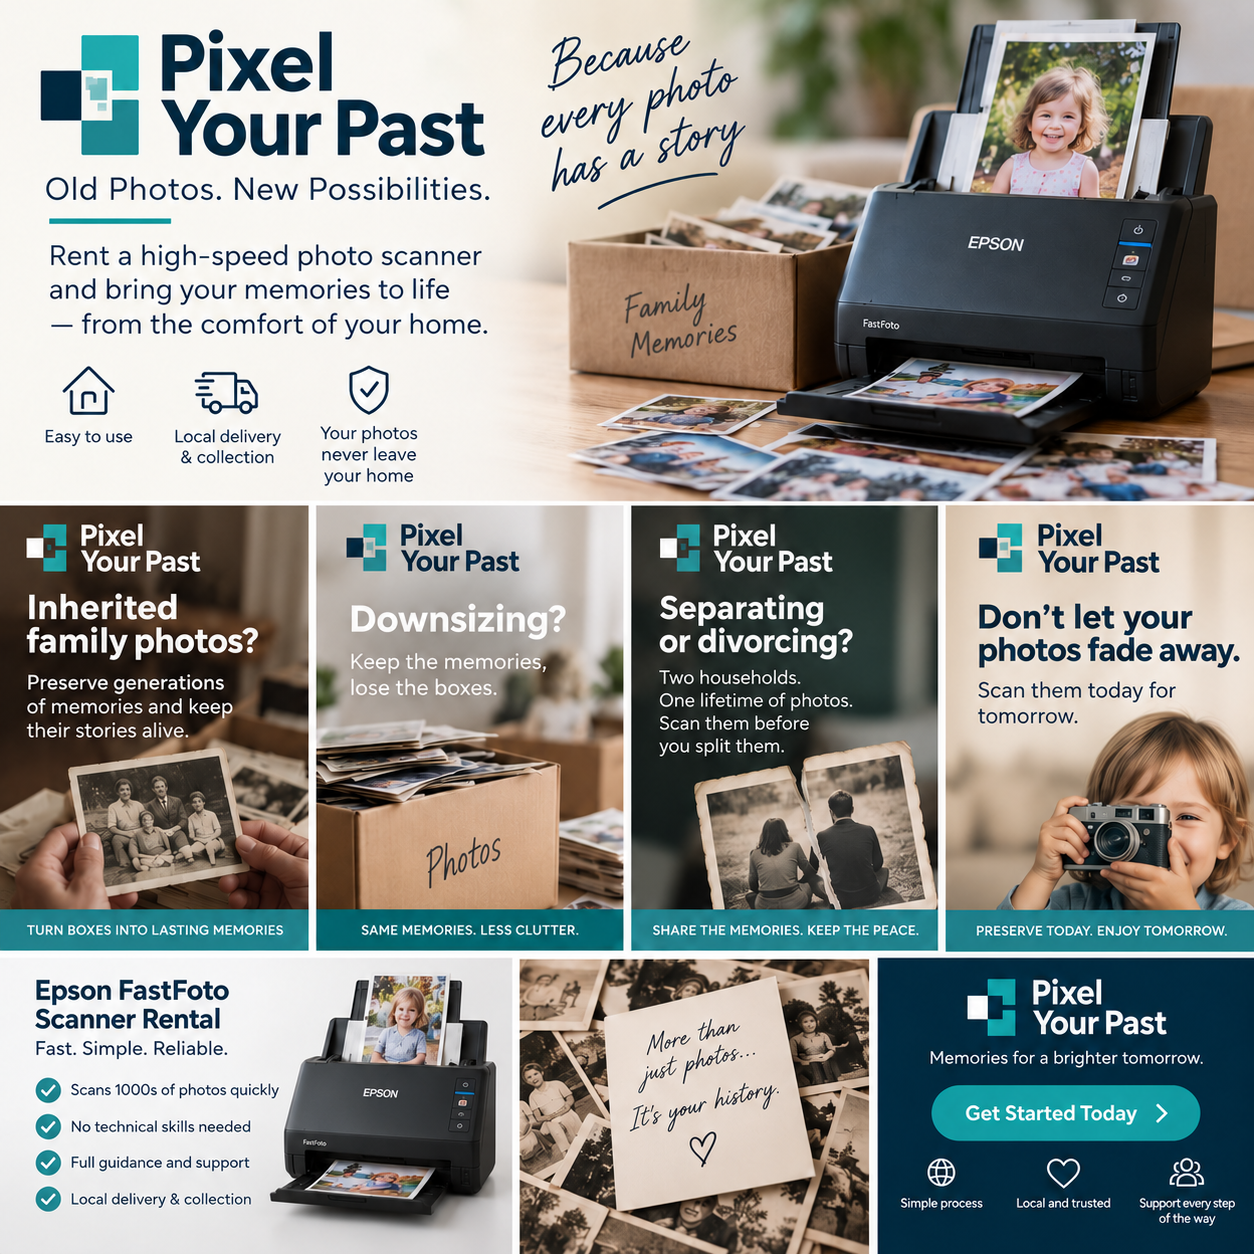 Pixel
Your Past
Old Photos. New Possibilities.
Rent a high-speed photo scanner
and bring your memories to life
— from the comfort of your home.
Easy to use
Local delivery
& collection
Your photos
never leave
your home
Because
every photo
has a story
Family
Memories
EPSON
FastFoto
Pixel
Your Past
Inherited
family photos?
Preserve generations
of memories and keep
their stories alive.
TURN BOXES INTO LASTING MEMORIES
Pixel
Your Past
Downsizing?
Keep the memories,
lose the boxes.
Photos
SAME MEMORIES. LESS CLUTTER.
Pixel
Your Past
Separating
or divorcing?
Two households.
One lifetime of photos.
Scan them before
you split them.
SHARE THE MEMORIES. KEEP THE PEACE.
Pixel
Your Past
Don't let your
photos fade away.
Scan them today for
tomorrow.
PRESERVE TODAY. ENJOY TOMORROW.
Epson FastFoto
Scanner Rental
Fast. Simple. Reliable.
Scans 1000s of photos quickly
No technical skills needed
Full guidance and support
Local delivery & collection
EPSON
FastFoto
More than
just photos...
It's your history.
Pixel
Your Past
Memories for a brighter tomorrow.
Get Started Today
Simple process
Local and trusted
Support every step
of the way